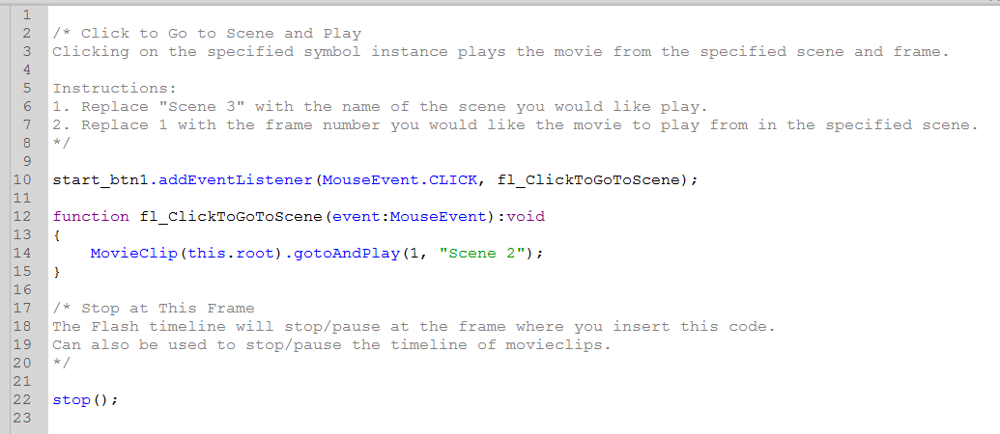 1
2 /* Click to Go to Scene and Play
3 Clicking on the specified symbol instance plays the movie from the specified scene and frame.
4
5 Instructions:
6 1. Replace "Scene 3" with the name of the scene you would like play.
7 2. Replace 1 with the frame number you would like the movie to play from in the specified scene.
8 */
9
10 start_btn1.addEventListener(MouseEvent.CLICK, fl_ClickToGoToScene);
11
12 function fl_ClickToGoToScene(event:MouseEvent):void
13 {
14 MovieClip(this.root).gotoAndPlay(1, "Scene 2");
15 }
16
17 /* Stop at This Frame
18 The Flash timeline will stop/pause at the frame where you insert this code.
19 Can also be used to stop/pause the timeline of movieclips.
20 */
21
22 stop();
23